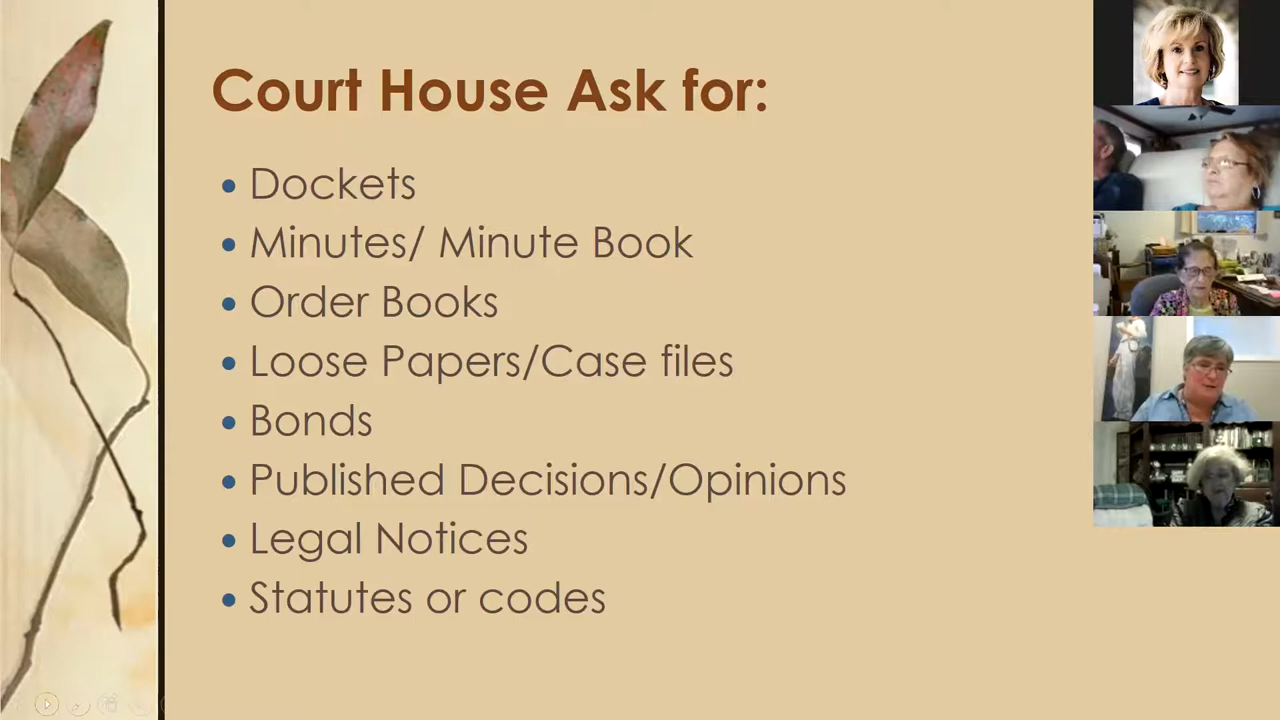 Court House Ask for:
• Dockets
• Minutes/ Minute Book
• Order Books
• Loose Papers/Case files
• Bonds
• Published Decisions/Opinions
• Legal Notices
• Statutes or codes